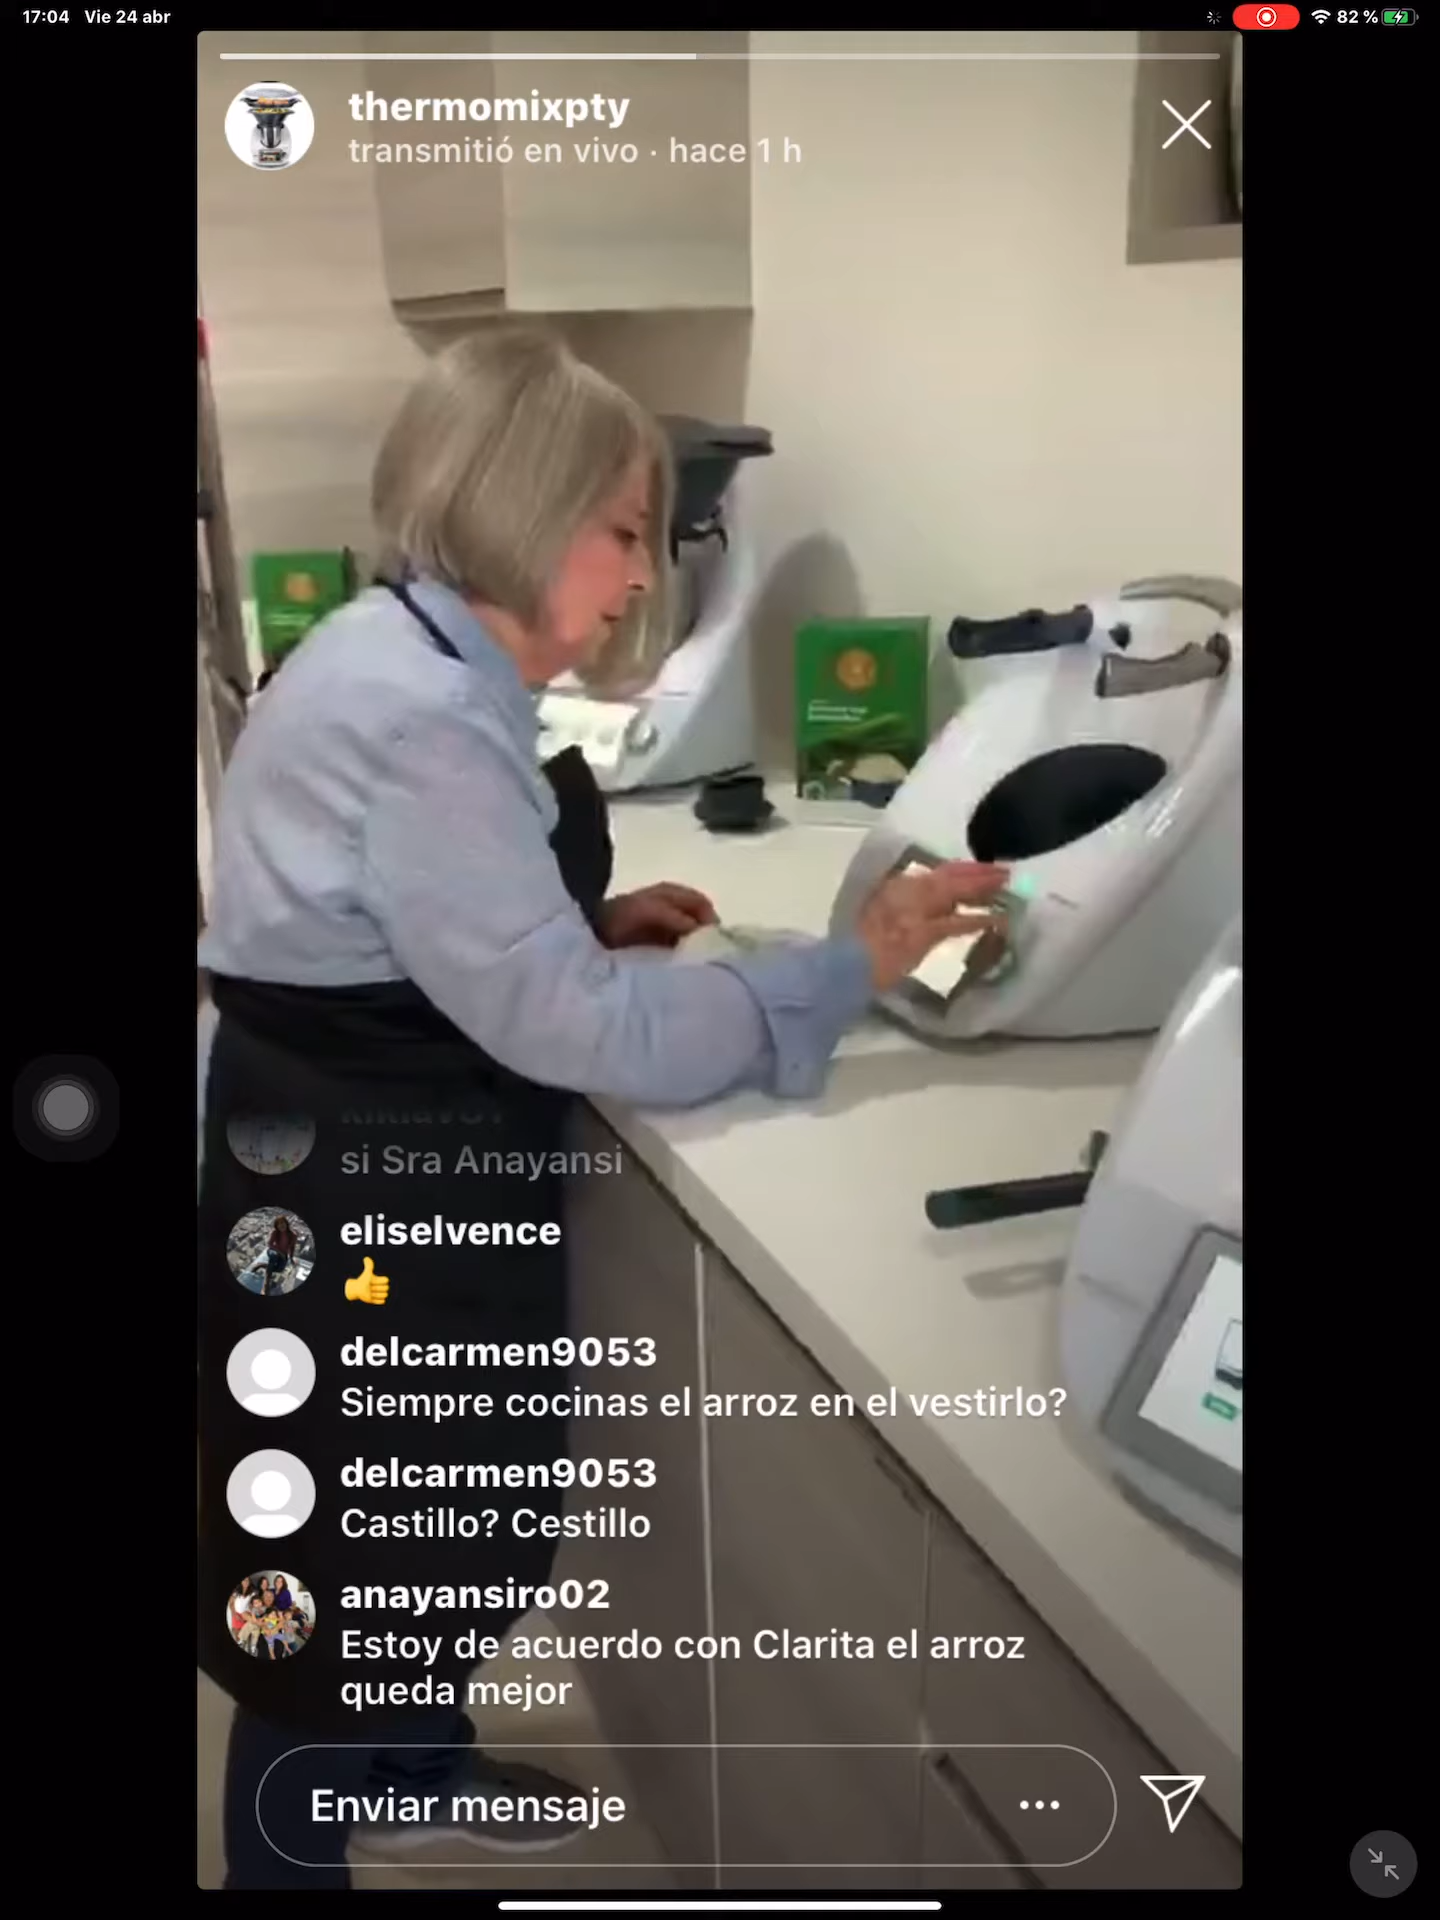 17:04 Vie 24 abr
82 %
thermomixpty
transmitió en vivo · hace 1 h
si Sra Anayansi
eliselvence
👍
delcarmen9053
Siempre cocinas el arroz en el vestirlo?
delcarmen9053
Castillo? Cestillo
anayansiro02
Estoy de acuerdo con Clarita el arroz
queda mejor
Enviar mensaje